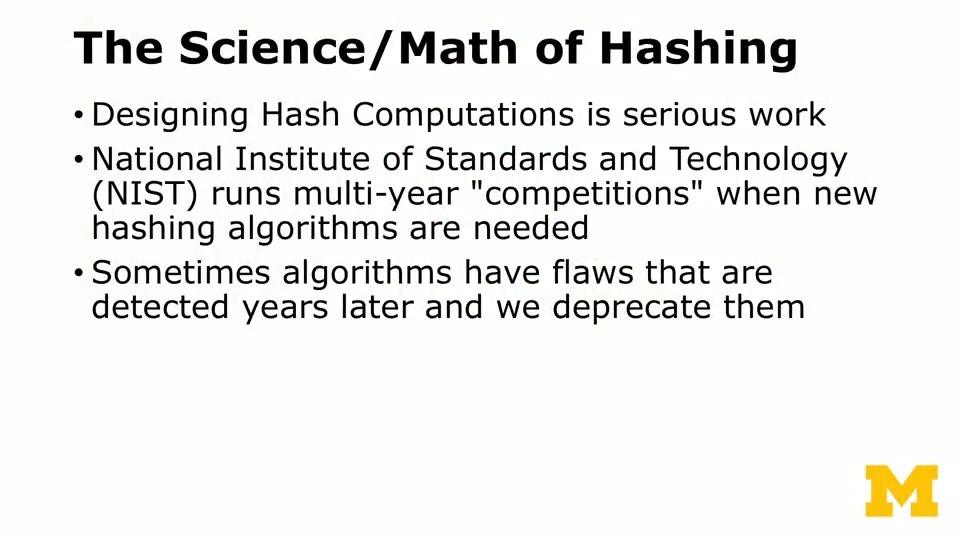 The Science/Math of Hashing
• Designing Hash Computations is serious work
• National Institute of Standards and Technology
(NIST) runs multi-year "competitions" when new
hashing algorithms are needed
• Sometimes algorithms have flaws that are
detected years later and we deprecate them
M